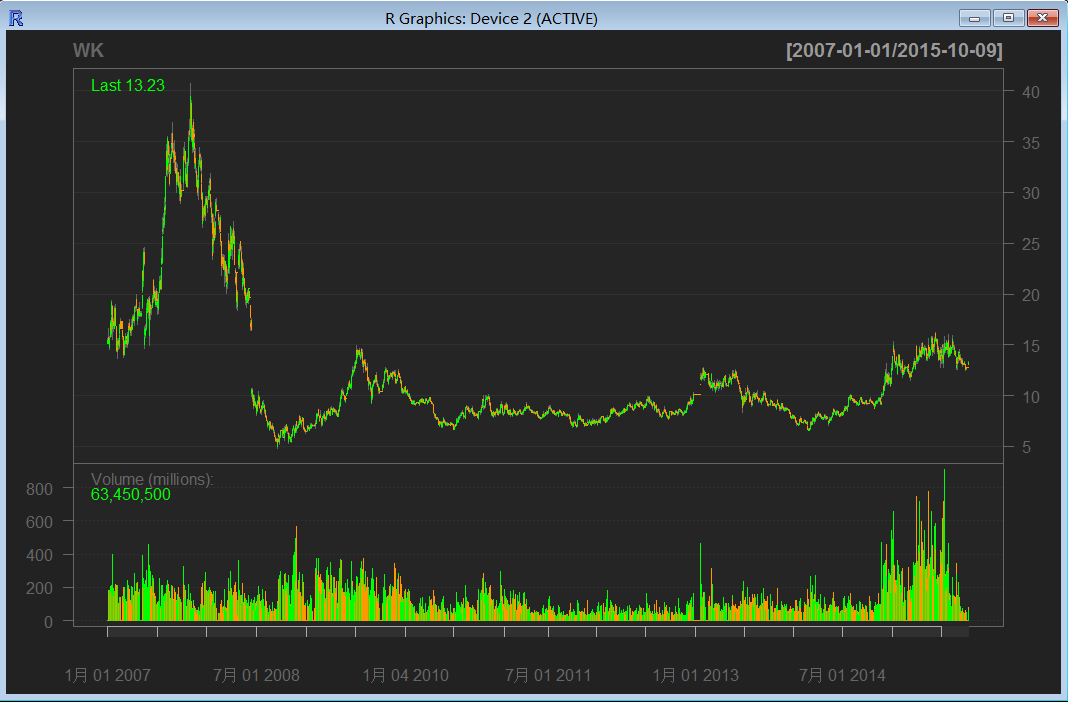 R Graphics: Device 2 (ACTIVE)
WK [2007-01-01/2015-10-09]
Last 13.23
40
35
30
25
20
15
10
5
Volume (millions):
63,450,500
800
600
400
200
0
1月 01 2007 7月 01 2008 1月 04 2010 7月 01 2011 1月 01 2013 7月 01 2014